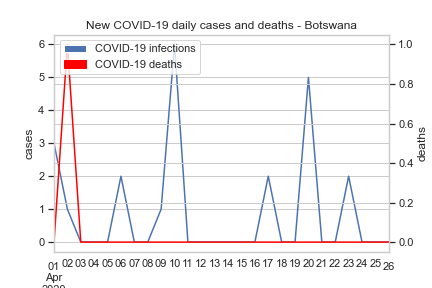 New COVID-19 daily cases and deaths - Botswana
COVID-19 infections
COVID-19 deaths
6
5
4
3
2
1
0
cases
1.0
0.8
0.6
0.4
0.2
0.0
deaths
01 02 03 04 05 06 07 08 09 10 11 12 13 14 15 16 17 18 19 20 21 22 23 24 25 26
Apr
2020